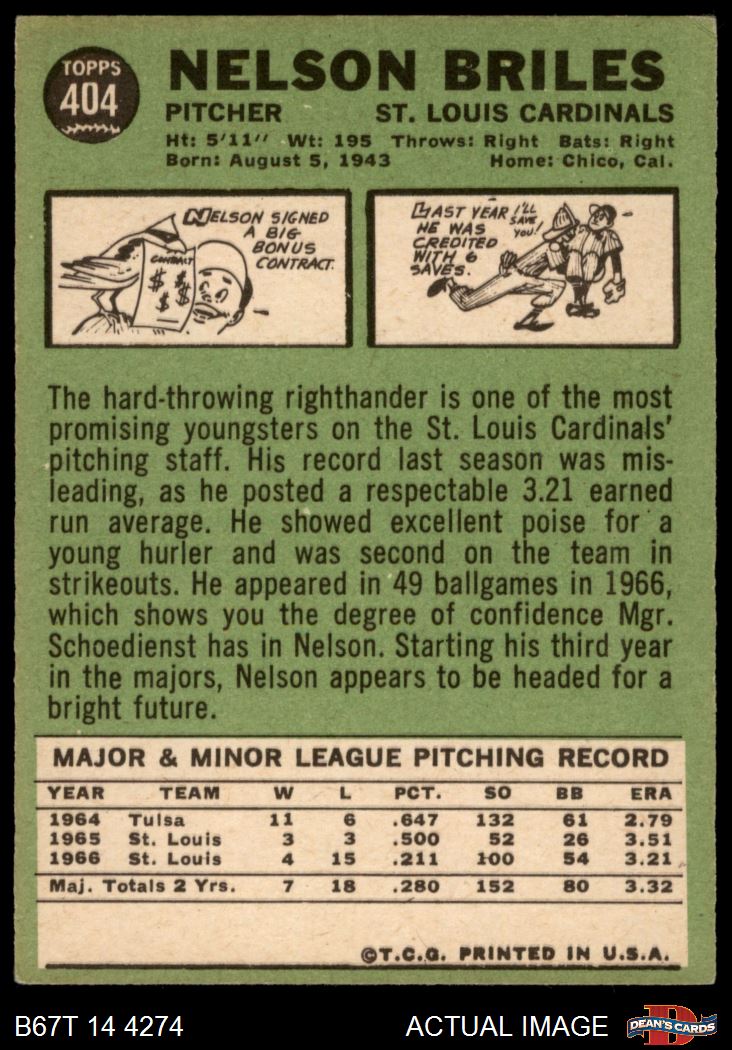 TOPPS
404
NELSON BRILES
PITCHER ST. LOUIS CARDINALS
Ht: 5'11" Wt: 195 Throws: Right Bats: Right
Born: August 5, 1943 Home: Chico, Cal.
NELSON SIGNED
A BIG
BONUS
CONTRACT.
CONTRACT
$ $
$ $
LAST YEAR
HE WAS
CREDITED
WITH 6
SAVES.
I'LL
SAVE
YOU!
The hard-throwing righthander is one of the most
promising youngsters on the St. Louis Cardinals'
pitching staff. His record last season was mis-
leading, as he posted a respectable 3.21 earned
run average. He showed excellent poise for a
young hurler and was second on the team in
strikeouts. He appeared in 49 ballgames in 1966,
which shows you the degree of confidence Mgr.
Schoedienst has in Nelson. Starting his third year
in the majors, Nelson appears to be headed for a
bright future.
MAJOR & MINOR LEAGUE PITCHING RECORD
YEAR TEAM W L PCT. SO BB ERA
1964 Tulsa 11 6 .647 132 61 2.79
1965 St. Louis 3 3 .500 52 26 3.51
1966 St. Louis 4 15 .211 100 54 3.21
Maj. Totals 2 Yrs. 7 18 .280 152 80 3.32
©T.C.G. PRINTED IN U.S.A.
B67T 14 4274 ACTUAL IMAGE
D
DEAN'S CARDS